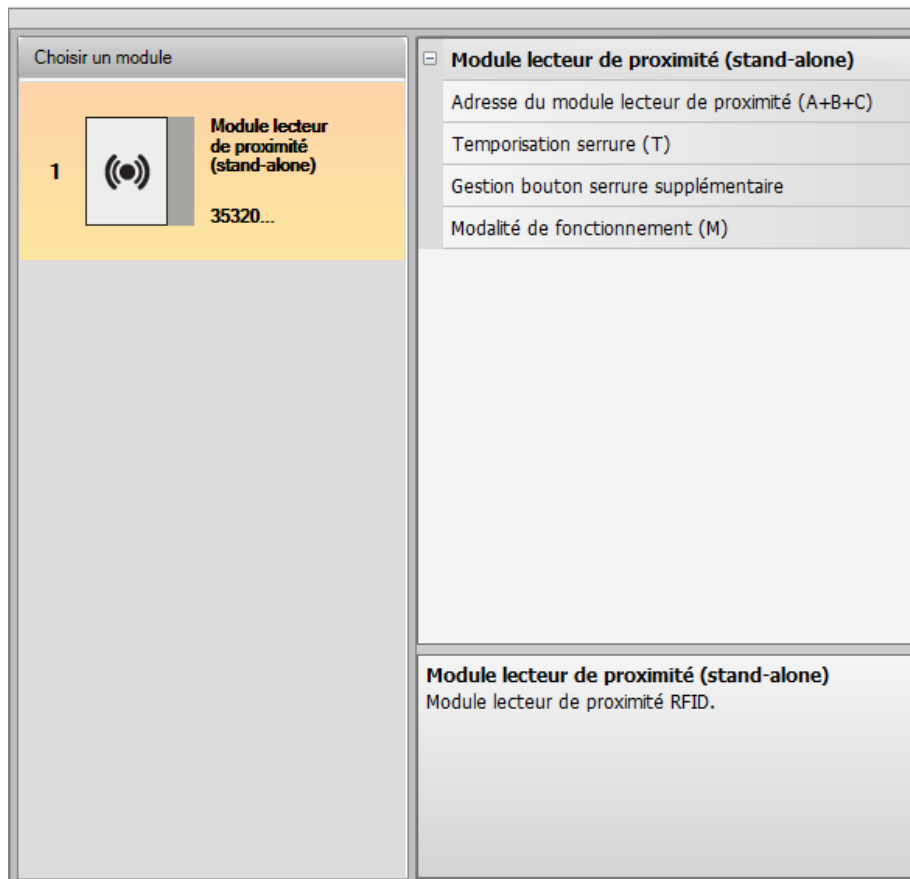 Choisir un module
1
Module lecteur
de proximité
(stand-alone)
35320...
Module lecteur de proximité (stand-alone)
Adresse du module lecteur de proximité (A+B+C)
Temporisation serrure (T)
Gestion bouton serrure supplémentaire
Modalité de fonctionnement (M)
Module lecteur de proximité (stand-alone)
Module lecteur de proximité RFID.